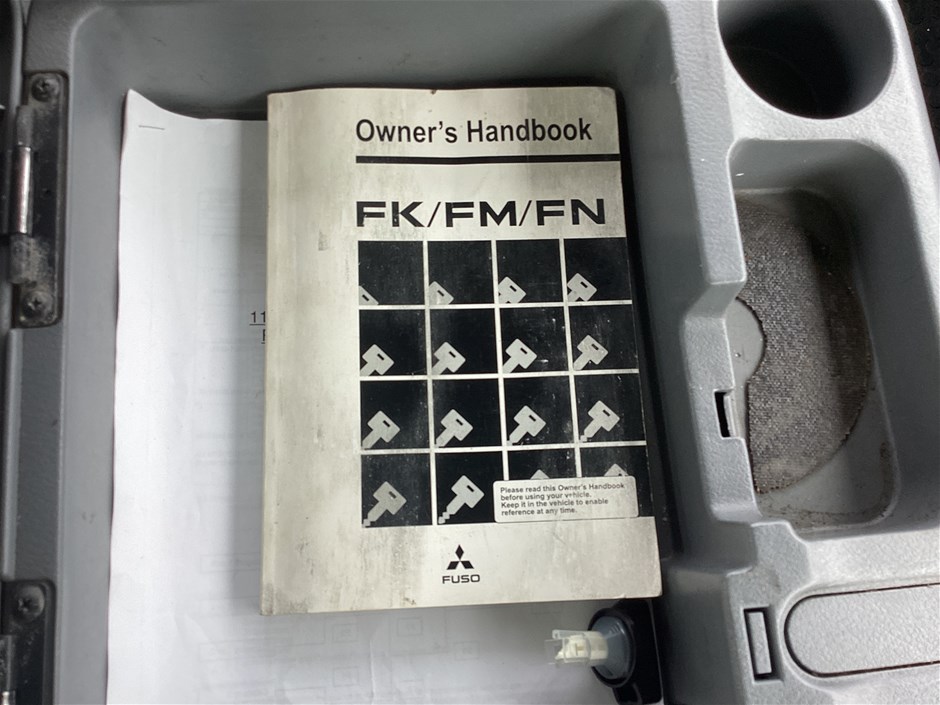 Owner's Handbook
FK/FM/FN
11
Please read this Owner's Handbook
before using your vehicle.
Keep it in the vehicle to enable
reference at any time.
FUSO